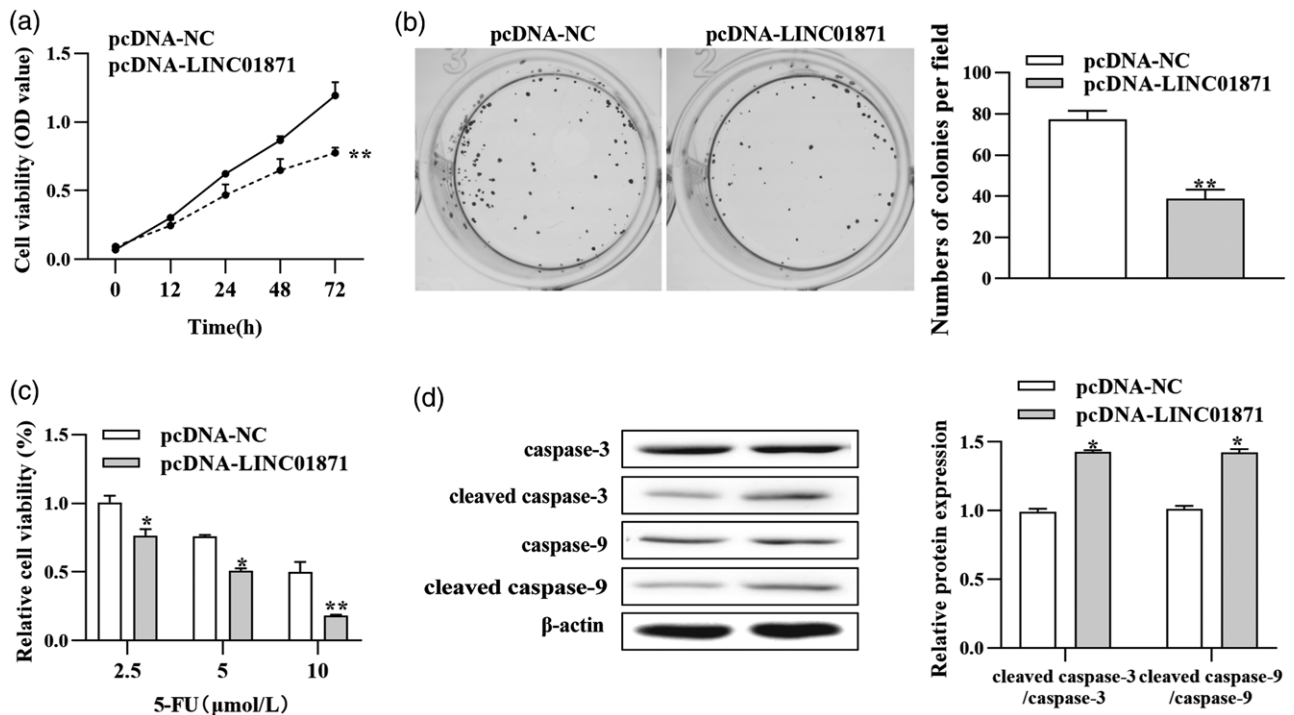 (a)
pcDNA-NC
pcDNA-LINC01871
Cell viability (OD value)
1.5
1.0
0.5
0.0
**
0 12 24 48 72
Time(h)
(b)
pcDNA-NC pcDNA-LINC01871
3
2
pcDNA-NC
pcDNA-LINC01871
Numbers of colonies per field
100
80
60
40
20
0
**
(c)
pcDNA-NC
pcDNA-LINC01871
Relative cell viability (%)
1.5
1.0
0.5
0.0
*
*
**
2.5 5 10
5-FU(μmol/L)
(d)
caspase-3
cleaved caspase-3
caspase-9
cleaved caspase-9
β-actin
pcDNA-NC
pcDNA-LINC01871
Relative protein expression
1.5
1.0
0.5
0.0
*
*
cleaved caspase-3 cleaved caspase-9
/caspase-3 /caspase-9